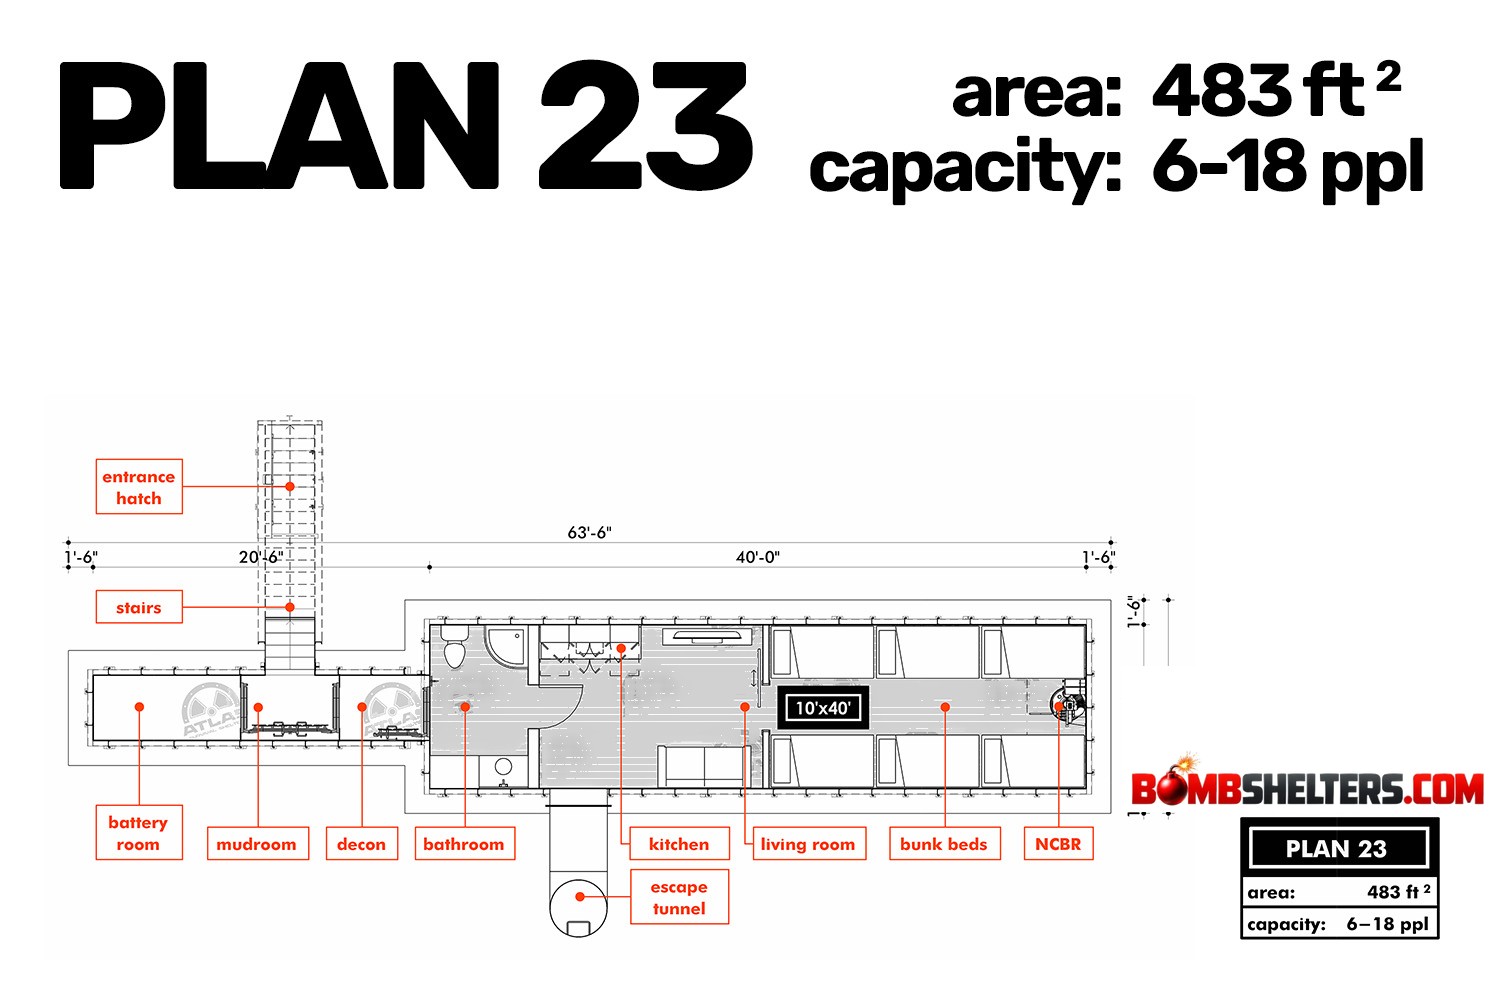 PLAN 23
area: 483 ft²
capacity: 6-18 ppl
entrance
hatch
63'-6"
1'-6"
20'-6"
40'-0"
1'-6"
stairs
1'-6"
ATLAS
ATLAS
10'x40'
battery
room
mudroom
decon
bathroom
kitchen
living room
bunk beds
NCBR
escape
tunnel
BOMBSHELTERS.COM
PLAN 23
area: 483 ft²
capacity: 6–18 ppl